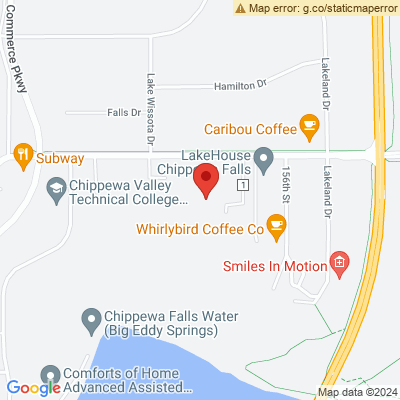 Map error: g.co/staticmaperror
Commerce Pkwy
Hamilton Dr
Lakeland Dr
Lake Wissota Dr
Falls Dr
Caribou Coffee
Subway
LakeHouse
Chippewa Falls
156th St
Lakeland Dr
Chippewa Valley
Technical College...
1
Whirlybird Coffee Co
Smiles In Motion
Chippewa Falls Water
(Big Eddy Springs)
Comforts of Home
Advanced Assisted...
Google
Map data ©2024